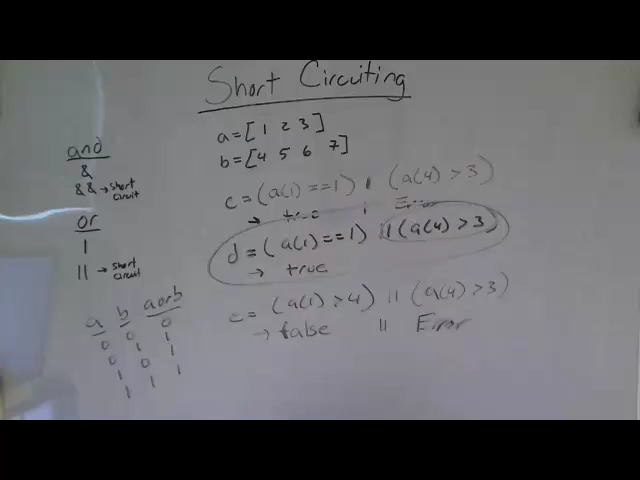 Short Circuiting
a = [ 1 2 3 ]
b = [ 4 5 6 7 ]
and
&
&& → short circuit
or
|
|| → short circuit
c = (a(1) == 1) | (a(4) > 3)
→ true | Error
d = (a(1) == 1) || (a(4) > 3)
→ true
e = (a(1) > 4) || (a(4) > 3)
→ false || Error
a b a or b
0 0 0
0 1 1
1 0 1
1 1 1